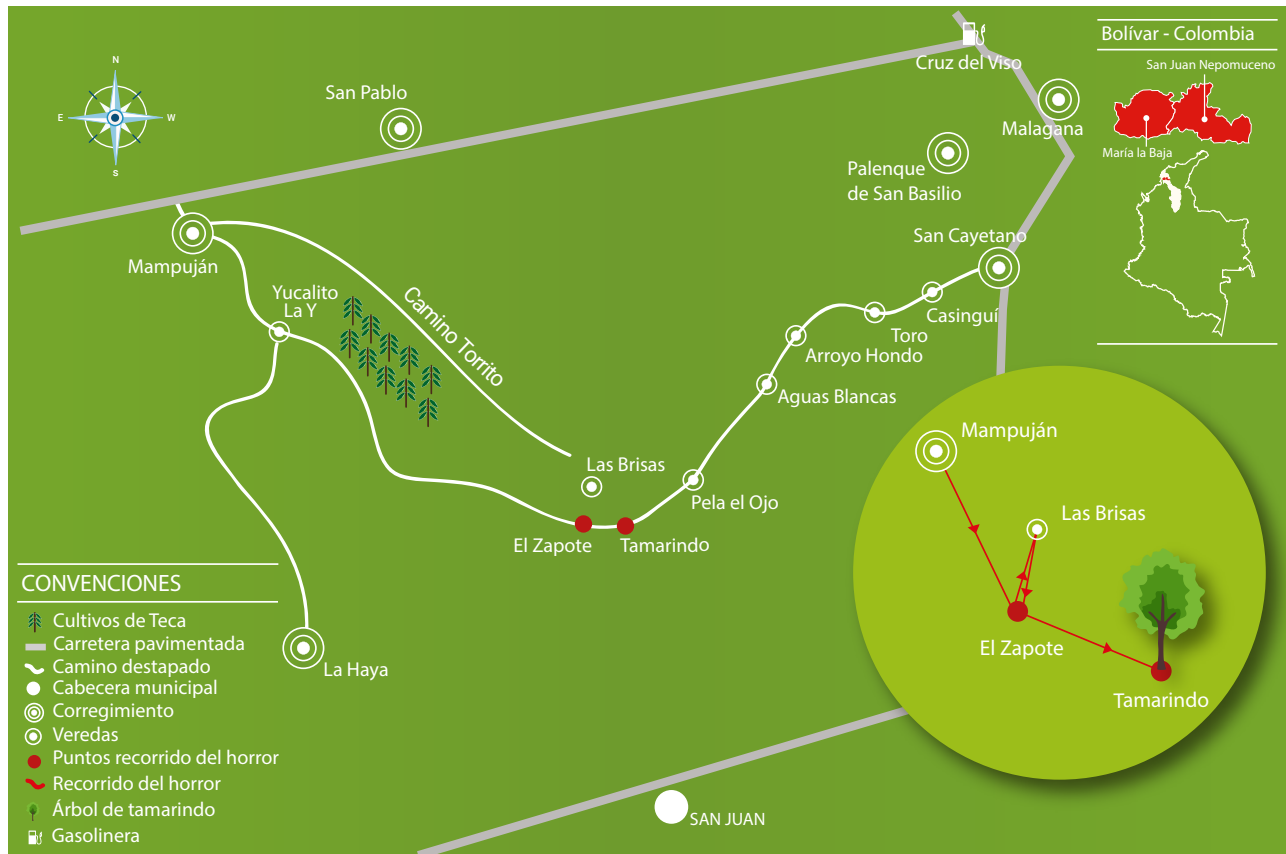 N
E
W
S
San Pablo
Cruz del Viso
Malagana
Palenque
de San Basilio
San Cayetano
Mampuján
Yucalito
La Y
Camino Torrito
Casinguí
Toro
Arroyo Hondo
Aguas Blancas
Las Brisas
Pela el Ojo
El Zapote
Tamarindo
La Haya
SAN JUAN
Bolívar - Colombia
San Juan Nepomuceno
María la Baja
Mampuján
Las Brisas
El Zapote
Tamarindo
CONVENCIONES
Cultivos de Teca
Carretera pavimentada
Camino destapado
Cabecera municipal
Corregimiento
Veredas
Puntos recorrido del horror
Recorrido del horror
Árbol de tamarindo
Gasolinera